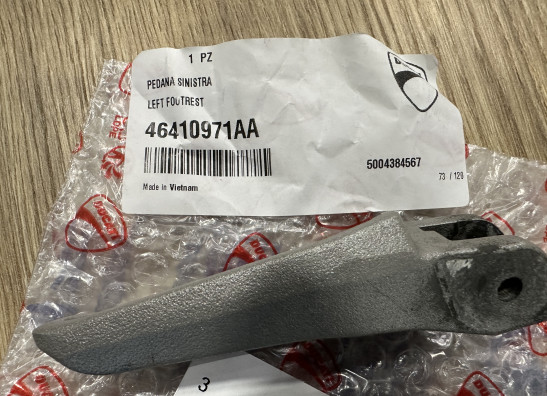 1 PZ
PEDANA SINISTRA
LEFT FOOTREST
46410971AA
5004384567
Made in Vietnam
73 / 120
3